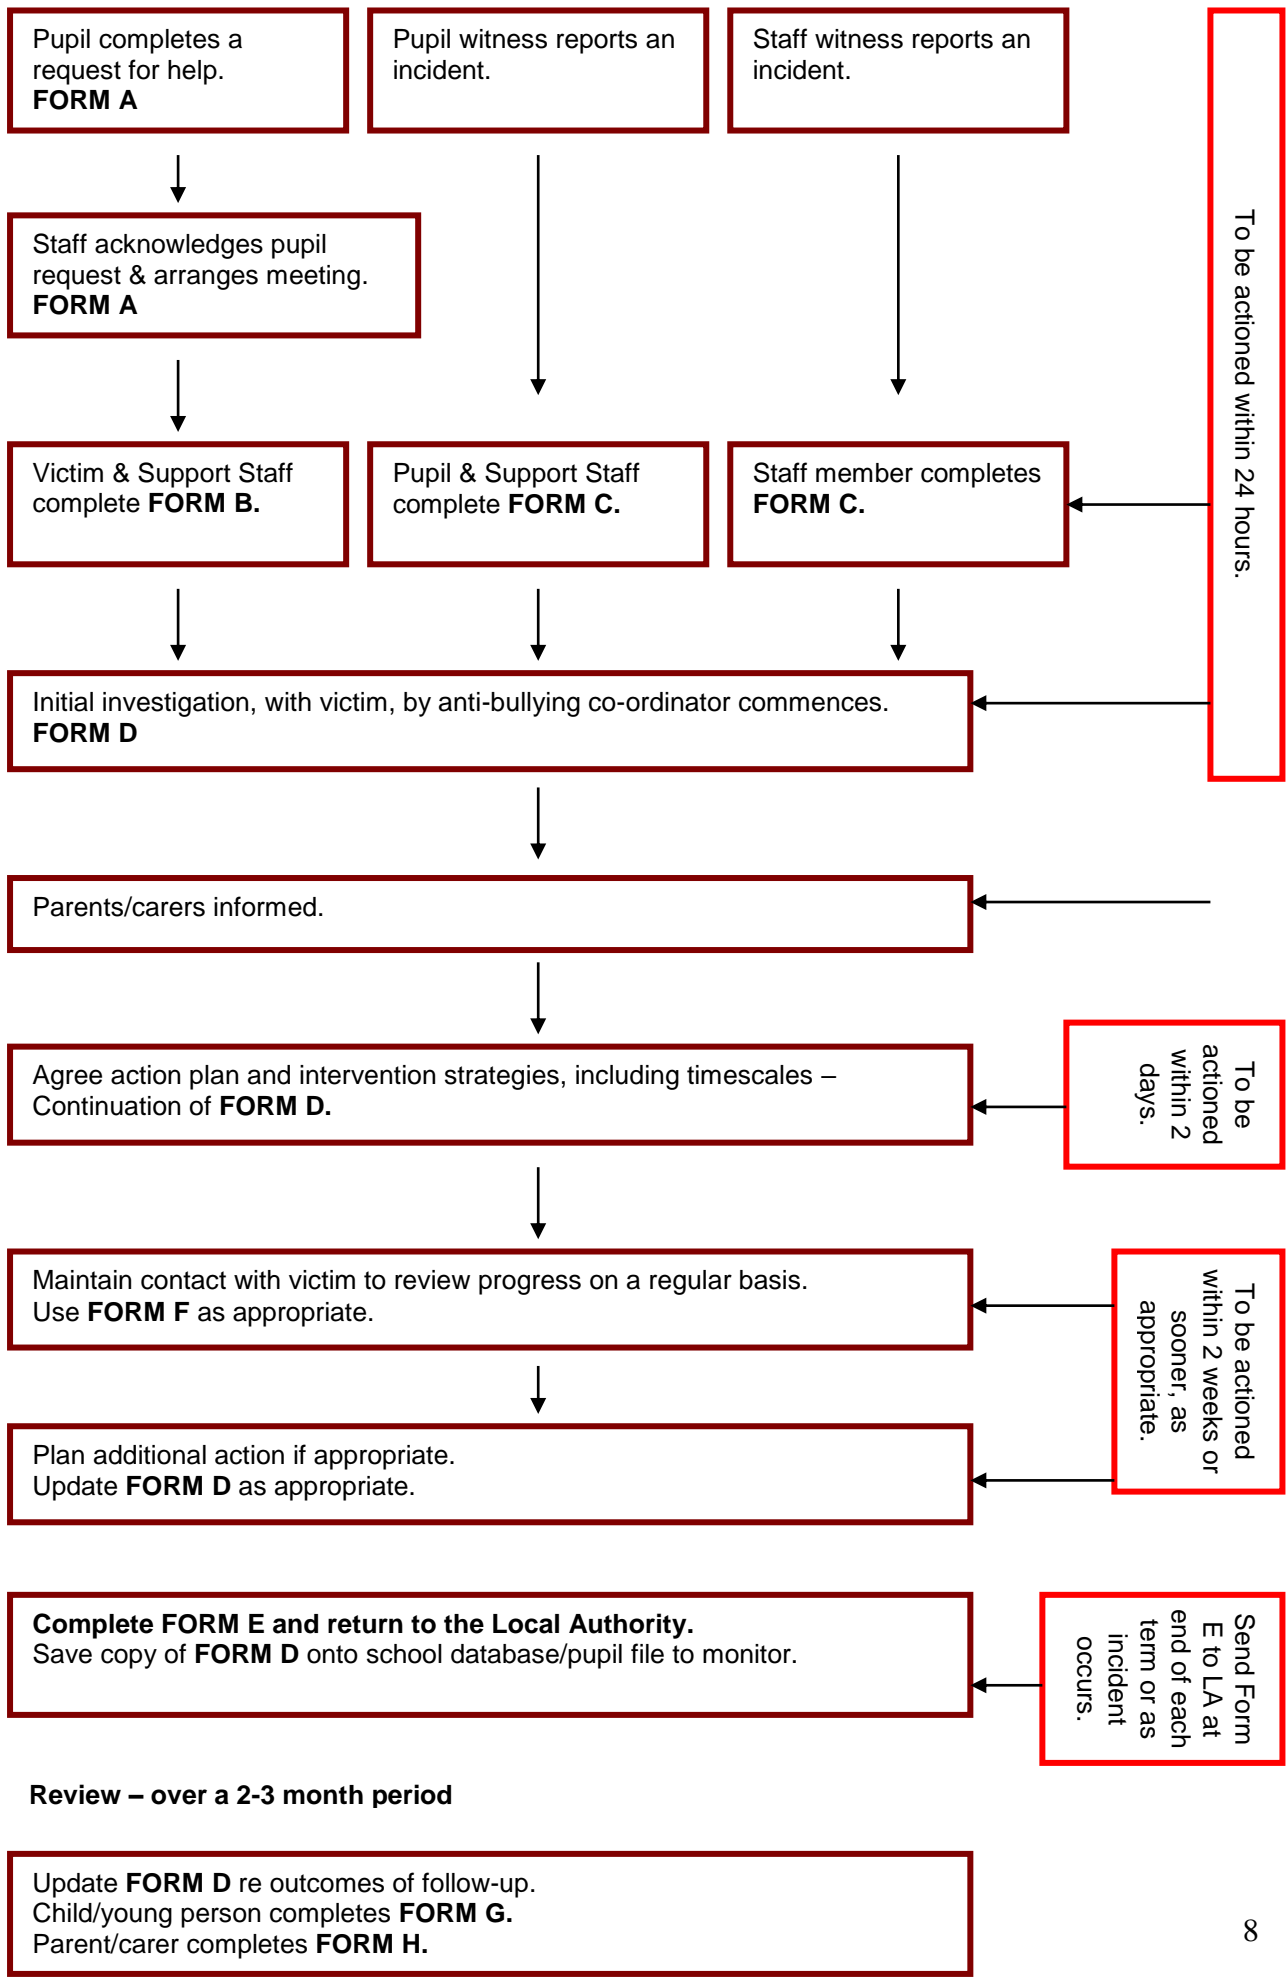 Pupil completes a
request for help.
FORM A
Pupil witness reports an
incident.
Staff witness reports an
incident.
To be actioned within 24 hours.
Staff acknowledges pupil
request & arranges meeting.
FORM A
Victim & Support Staff
complete FORM B.
Pupil & Support Staff
complete FORM C.
Staff member completes
FORM C.
Initial investigation, with victim, by anti-bullying co-ordinator commences.
FORM D
Parents/carers informed.
Agree action plan and intervention strategies, including timescales –
Continuation of FORM D.
To be
actioned
within 2
days.
Maintain contact with victim to review progress on a regular basis.
Use FORM F as appropriate.
To be actioned
within 2 weeks or
sooner, as
appropriate.
Plan additional action if appropriate.
Update FORM D as appropriate.
Complete FORM E and return to the Local Authority.
Save copy of FORM D onto school database/pupil file to monitor.
Send Form
E to LA at
end of each
term or as
incident
occurs.
Review – over a 2-3 month period
Update FORM D re outcomes of follow-up.
Child/young person completes FORM G.
Parent/carer completes FORM H.
8